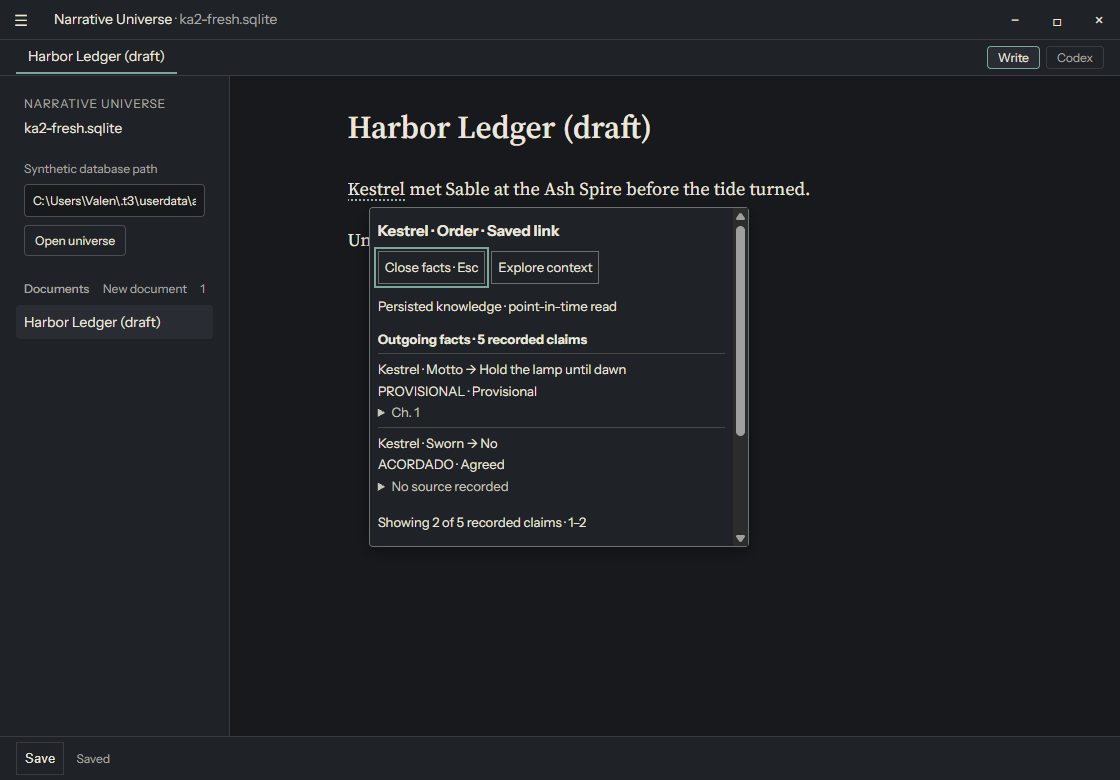 Narrative Universe · ka2-fresh.sqlite
Harbor Ledger (draft)
Write
Codex
NARRATIVE UNIVERSE
ka2-fresh.sqlite
Synthetic database path
C:\Users\Valen\.t3\userdata\a
Open universe
Documents New document 1
Harbor Ledger (draft)
Harbor Ledger (draft)
Kestrel met Sable at the Ash Spire before the tide turned.
Kestrel · Order · Saved link
Close facts · Esc
Explore context
Persisted knowledge · point-in-time read
Outgoing facts · 5 recorded claims
Kestrel · Motto → Hold the lamp until dawn
PROVISIONAL · Provisional
Ch. 1
Kestrel · Sworn → No
ACORDADO · Agreed
No source recorded
Showing 2 of 5 recorded claims · 1–2
Save
Saved